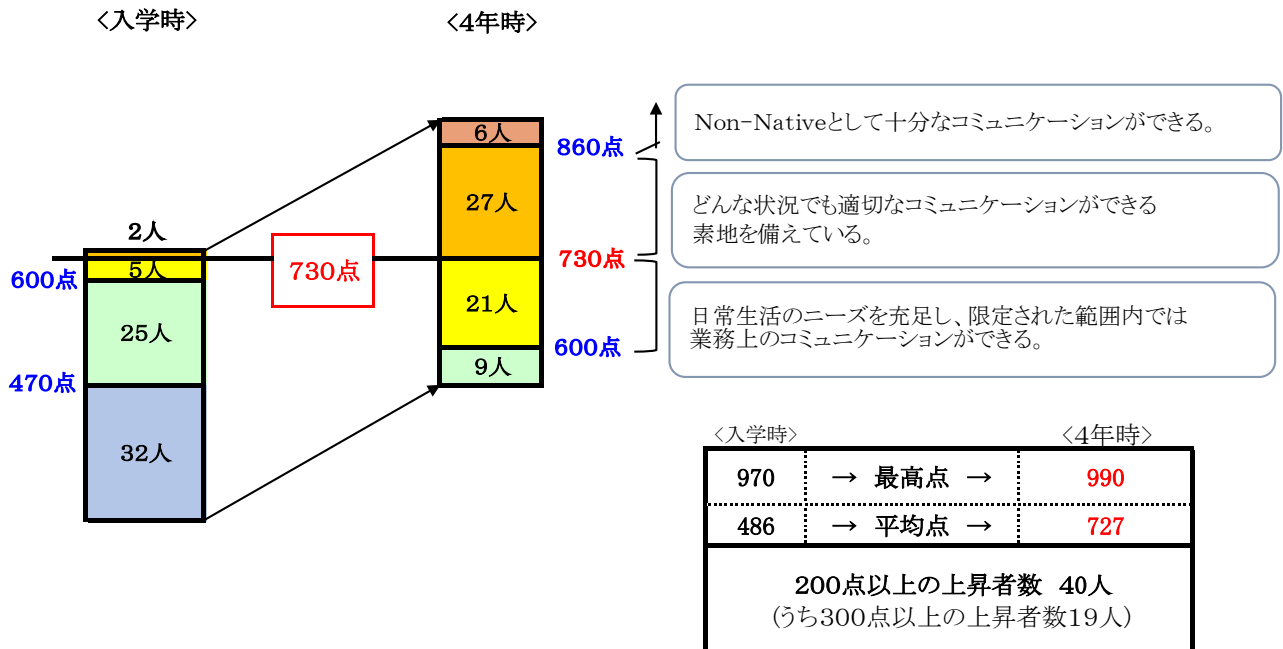 <入学時>
<4年時>
6人
860点
Non-Nativeとして十分なコミュニケーションができる。
27人
どんな状況でも適切なコミュニケーションができる
素地を備えている。
2人
730点
730点
5人
600点
21人
日常生活のニーズを充足し、限定された範囲内では
業務上のコミュニケーションができる。
25人
600点
9人
470点
32人
<入学時>
<4年時>
970 → 最高点 → 990
486 → 平均点 → 727
200点以上の上昇者数 40人
(うち300点以上の上昇者数19人)